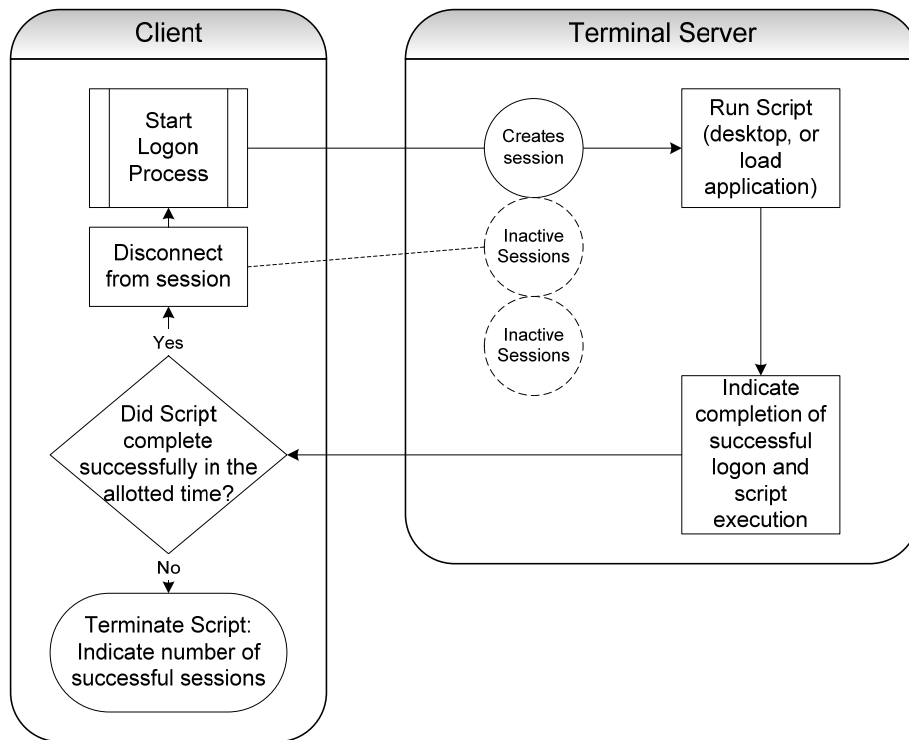 Client
Terminal Server
Start
Logon
Process
Creates
session
Run Script
(desktop, or
load
application)
Disconnect
from session
Inactive
Sessions
Inactive
Sessions
Yes
Did Script
complete
successfully in the
allotted time?
Indicate
completion of
successful
logon and
script
execution
No
Terminate Script:
Indicate number of
successful sessions